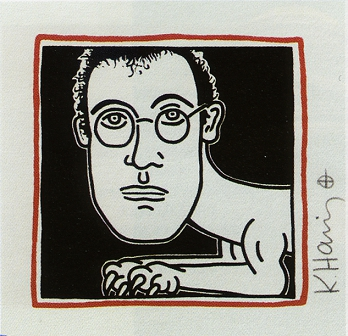 K. Haring ⊕